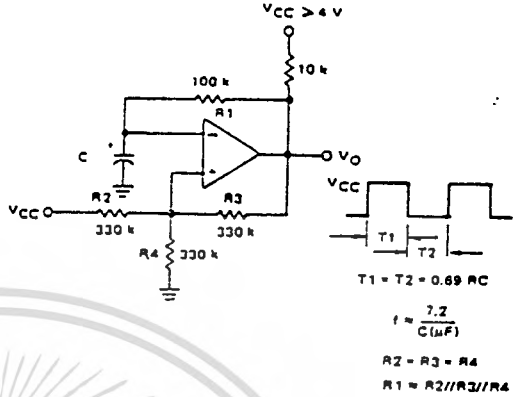 VCC ≥ 4 V
10 k
100 k
R1
C
+
−
+
VO
VCC
R2
330 k
R3
330 k
R4
330 k
VCC
T1
T2
T1 = T2 = 0.69 RC
f ≈ 7.2
C(µF)
R2 = R3 = R4
R1 ≈ R2//R3//R4